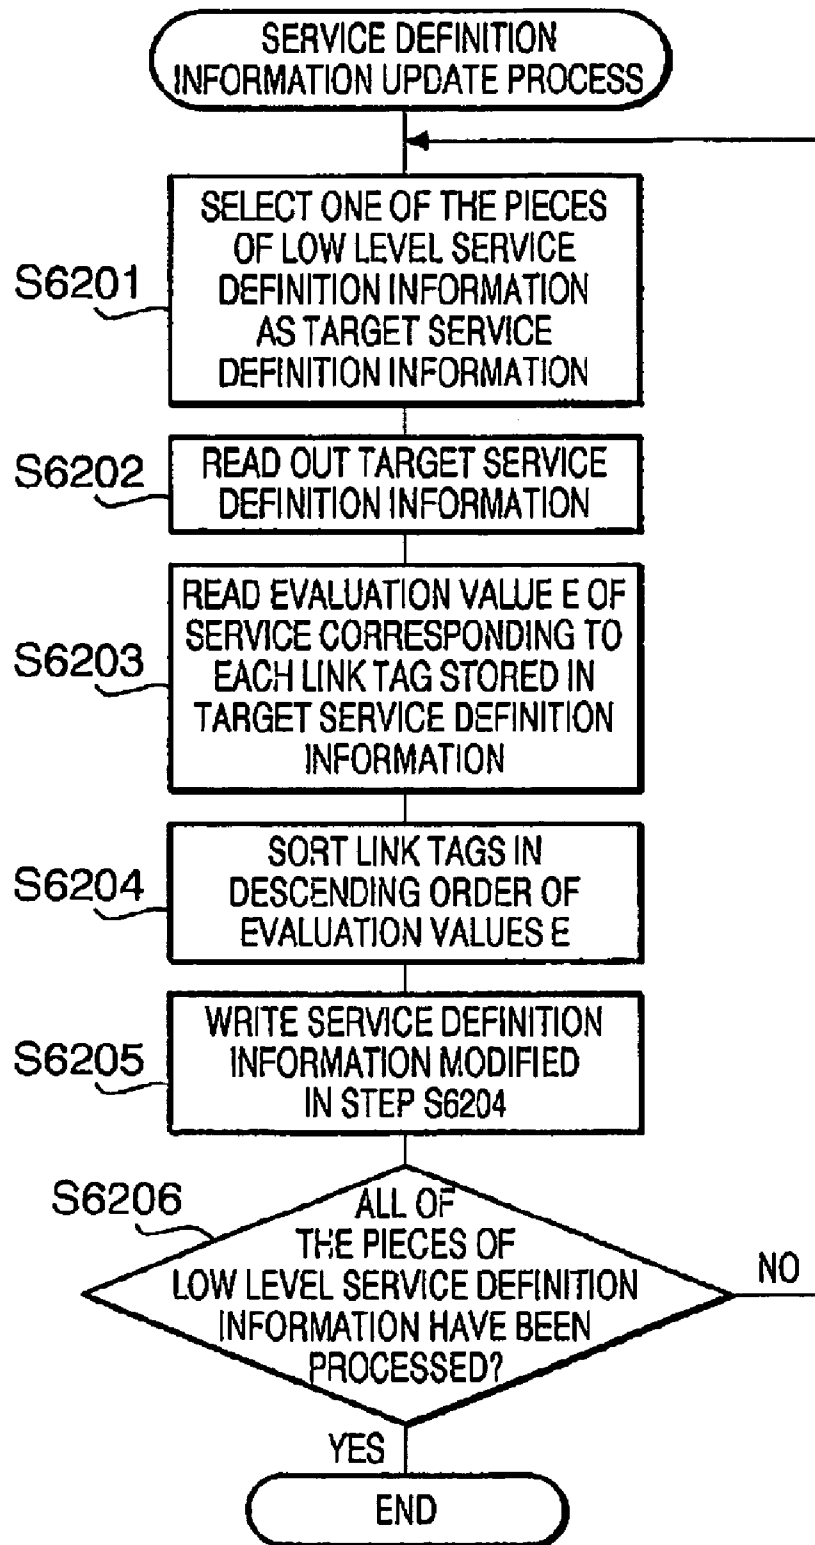 SERVICE DEFINITION
INFORMATION UPDATE PROCESS
S6201
SELECT ONE OF THE PIECES
OF LOW LEVEL SERVICE
DEFINITION INFORMATION
AS TARGET SERVICE
DEFINITION INFORMATION
S6202
READ OUT TARGET SERVICE
DEFINITION INFORMATION
S6203
READ EVALUATION VALUE E OF
SERVICE CORRESPONDING TO
EACH LINK TAG STORED IN
TARGET SERVICE DEFINITION
INFORMATION
S6204
SORT LINK TAGS IN
DESCENDING ORDER OF
EVALUATION VALUES E
S6205
WRITE SERVICE DEFINITION
INFORMATION MODIFIED
IN STEP S6204
S6206
ALL OF
THE PIECES OF
LOW LEVEL SERVICE DEFINITION
INFORMATION HAVE BEEN
PROCESSED?
NO
YES
END